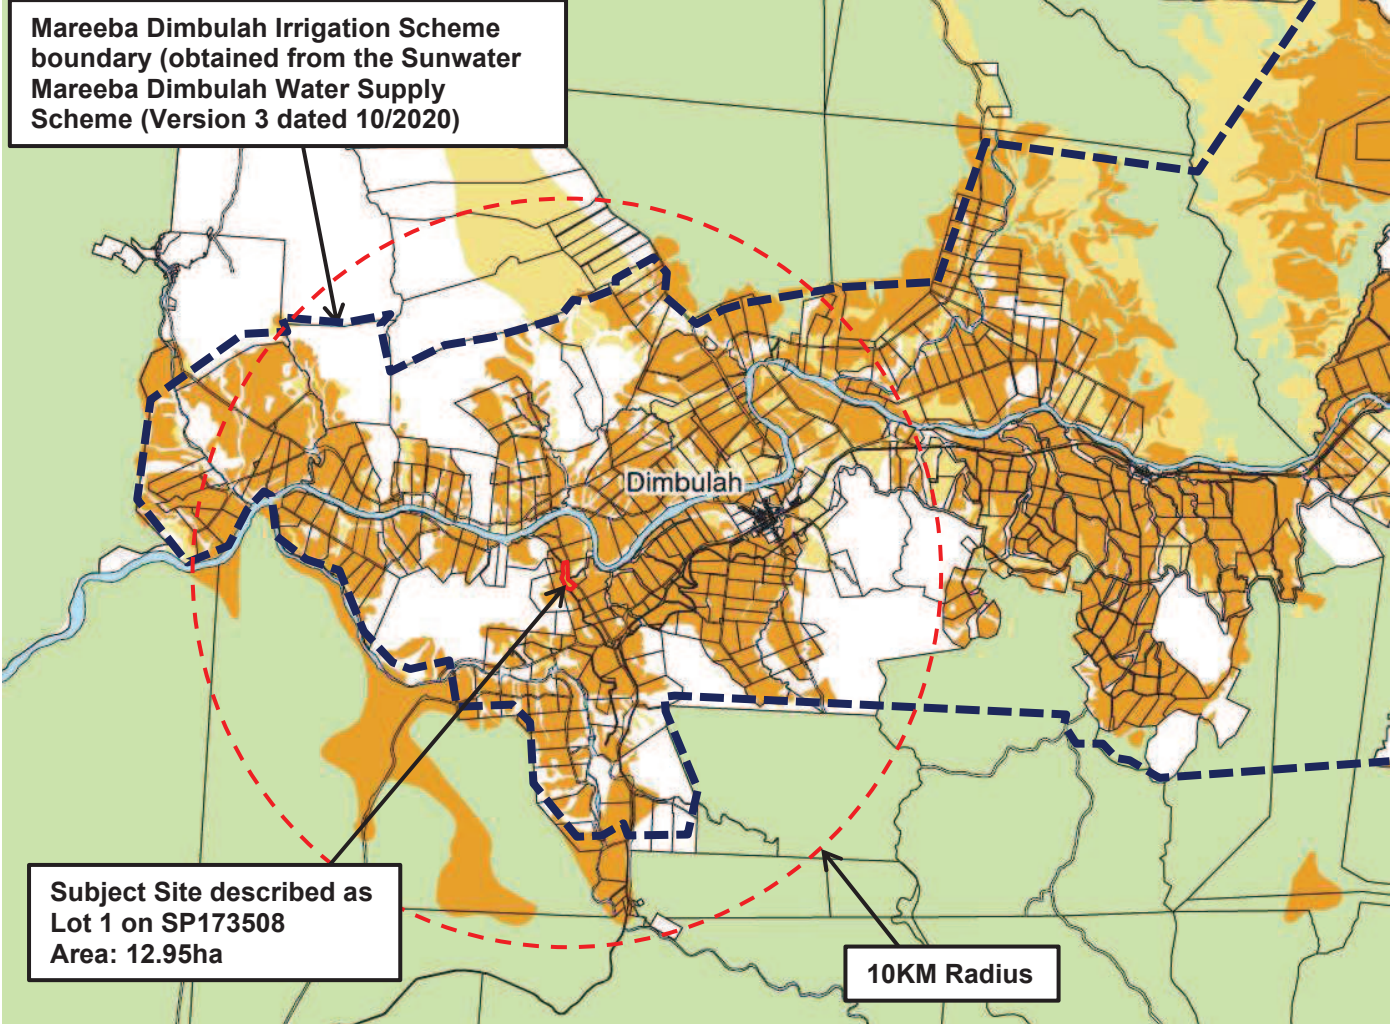 Mareeba Dimbulah Irrigation Scheme
boundary (obtained from the Sunwater
Mareeba Dimbulah Water Supply
Scheme (Version 3 dated 10/2020)
Dimbulah
Subject Site described as
Lot 1 on SP173508
Area: 12.95ha
10KM Radius